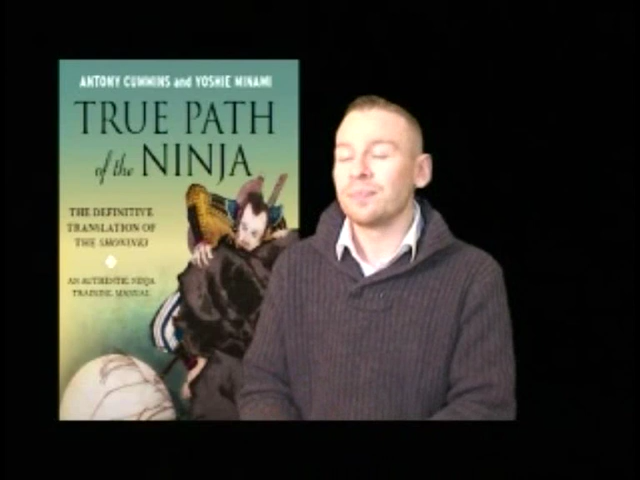 ANTONY CUMMINS and YOSHIE MINAMI
TRUE PATH
of the NINJA
THE DEFINITIVE
TRANSLATION OF
THE SHONINKI
AN AUTHENTIC NINJA
TRAINING MANUAL